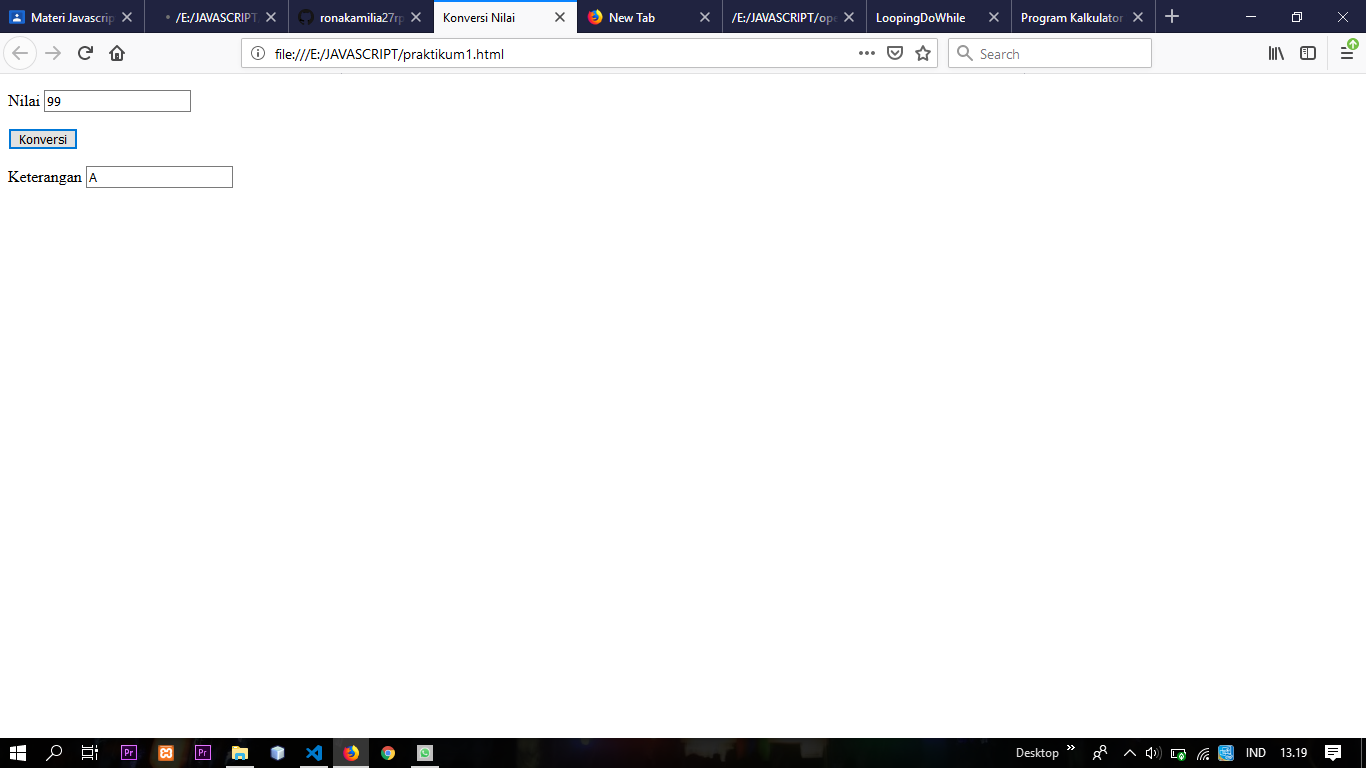 Materi Javascrip
/E:/JAVASCRIPT
ronakamilia27rp
Konversi Nilai
New Tab
/E:/JAVASCRIPT/ope
LoopingDoWhile
Program Kalkulator
file:///E:/JAVASCRIPT/praktikum1.html
Search
Nilai 99
Konversi
Keterangan A
Pr
Pr
Desktop
IND
13.19